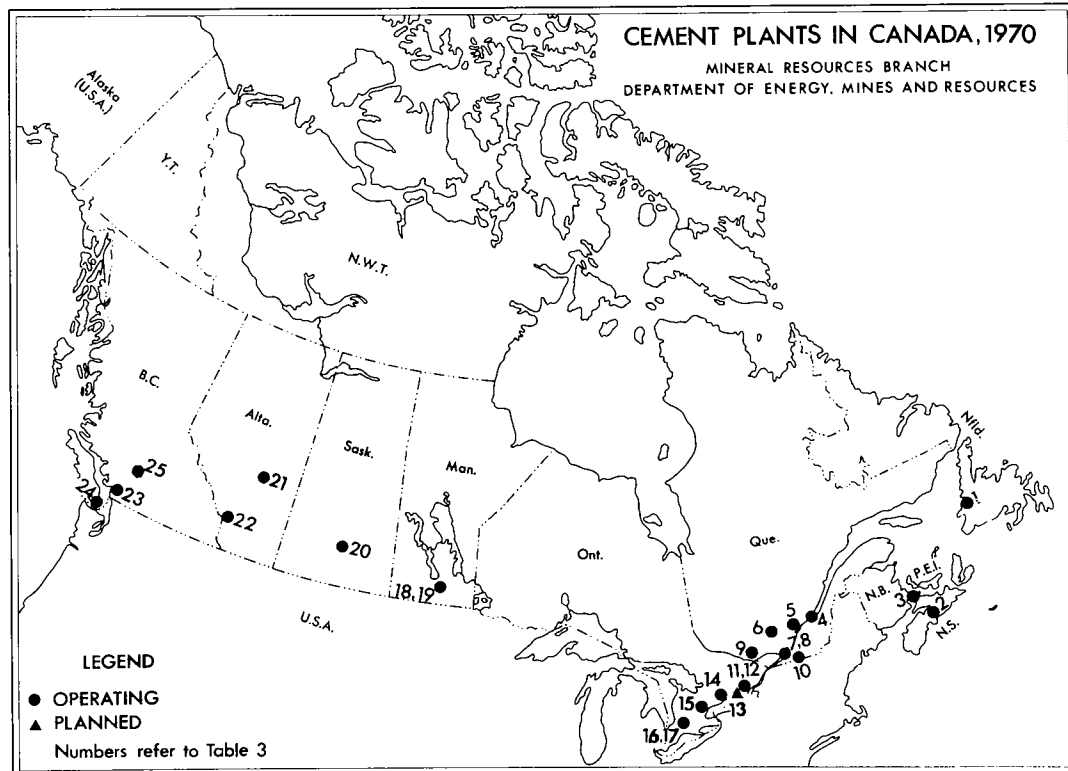 CEMENT PLANTS IN CANADA, 1970
MINERAL RESOURCES BRANCH
DEPARTMENT OF ENERGY, MINES AND RESOURCES
Alaska
(U.S.A.)
Y.T.
N.W.T.
B.C.
Alta.
Sask.
Man.
Ont.
Que.
Nfld.
P.E.I.
N.B.
N.S.
U.S.A.
25
24
23
21
22
20
18,19
1
2
3
4
5
6
7,8
9
10
11,12
13
14
15
16,17
LEGEND
OPERATING
PLANNED
Numbers refer to Table 3